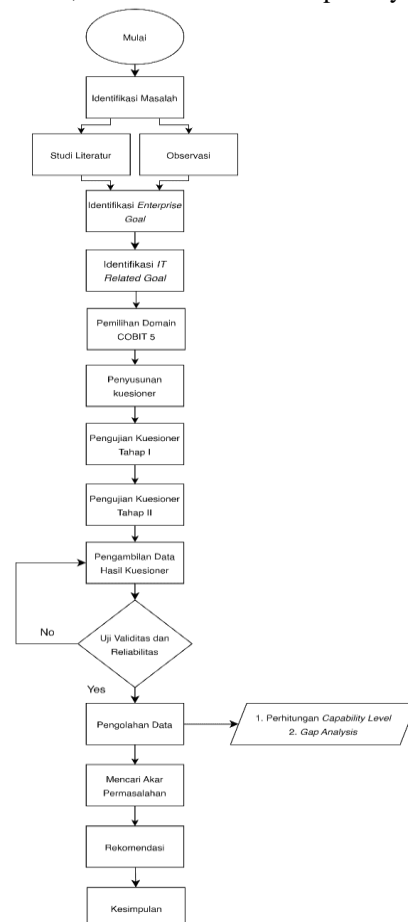 Mulai
Identifikasi Masalah
Studi Literatur
Observasi
Identifikasi Enterprise
Goal
Identifikasi IT
Related Goal
Pemilihan Domain
COBIT 5
Penyusunan
kuesioner
Pengujian Kuesioner
Tahap I
Pengujian Kuesioner
Tahap II
Pengambilan Data
Hasil Kuesioner
No
Uji Validitas dan
Reliabilitas
Yes
Pengolahan Data
1. Perhitungan Capability Level
2. Gap Analysis
Mencari Akar
Permasalahan
Rekomendasi
Kesimpulan